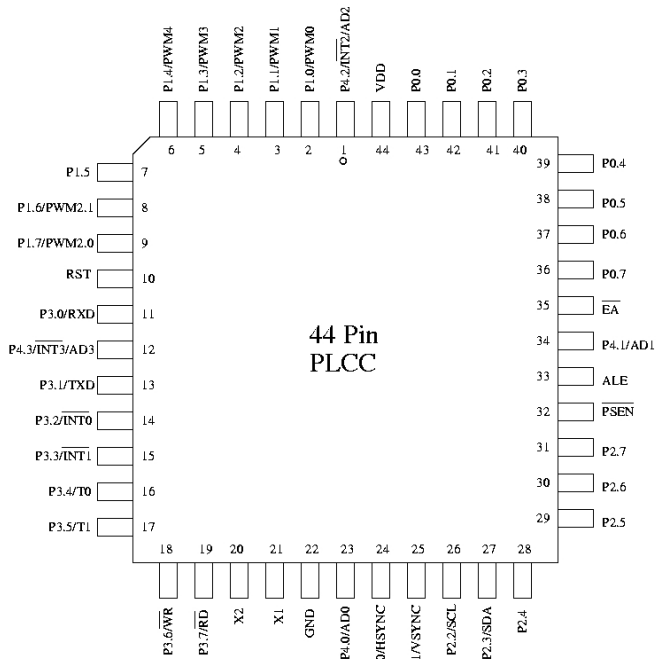 P1.4/PWM4
P1.3/PWM3
P1.2/PWM2
P1.1/PWM1
P1.0/PWM0
P4.2/INT2/AD2
VDD
P0.0
P0.1
P0.2
P0.3
6 5 4 3 2 1 44 43 42 41 40
P1.5 7
P1.6/PWM2.1 8
P1.7/PWM2.0 9
RST 10
P3.0/RXD 11
P4.3/INT3/AD3 12
P3.1/TXD 13
P3.2/INT0 14
P3.3/INT1 15
P3.4/T0 16
P3.5/T1 17
44 Pin
PLCC
39 P0.4
38 P0.5
37 P0.6
36 P0.7
35 EA
34 P4.1/AD1
33 ALE
32 PSEN
31 P2.7
30 P2.6
29 P2.5
18 19 20 21 22 23 24 25 26 27 28
P3.6/WR
P3.7/RD
X2
X1
GND
P4.0/AD0
0/HSYNC
1/VSYNC
P2.2/SCL
P2.3/SDA
P2.4